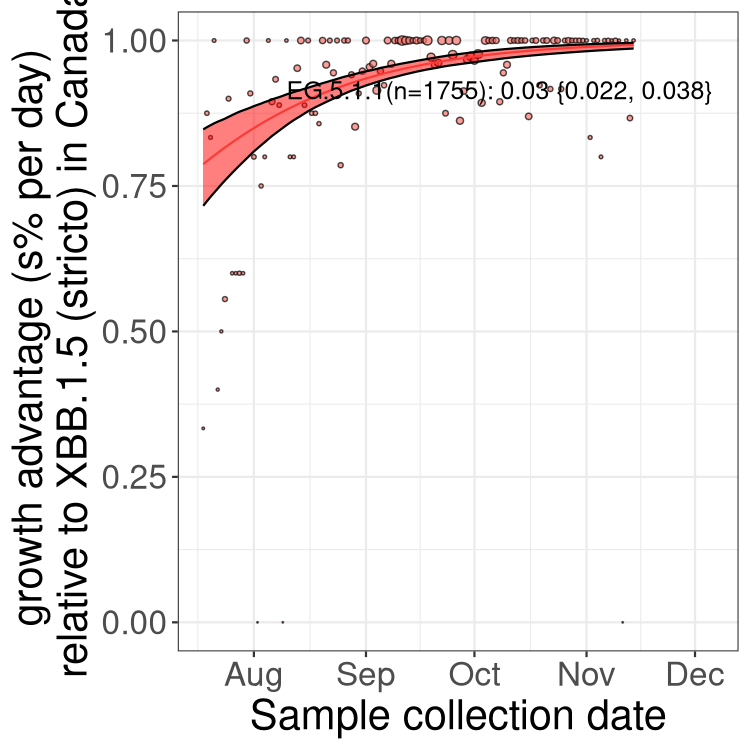 growth advantage (s% per day)
relative to XBB.1.5 (stricto) in Canada
1.00
0.75
0.50
0.25
0.00
EG.5.1.1(n=1755): 0.03 {0.022, 0.038}
Aug Sep Oct Nov Dec
Sample collection date